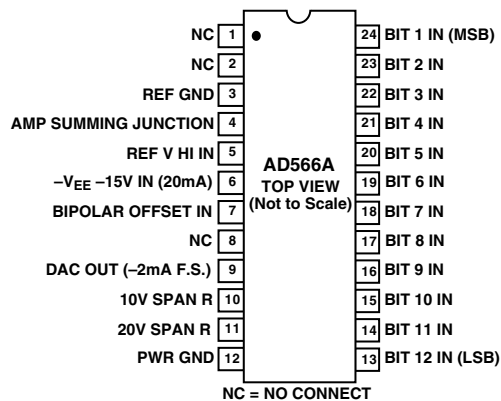 NC 1
NC 2
REF GND 3
AMP SUMMING JUNCTION 4
REF V HI IN 5
–VEE –15V IN (20mA) 6
BIPOLAR OFFSET IN 7
NC 8
DAC OUT (–2mA F.S.) 9
10V SPAN R 10
20V SPAN R 11
PWR GND 12
AD566A
TOP VIEW
(Not to Scale)
24 BIT 1 IN (MSB)
23 BIT 2 IN
22 BIT 3 IN
21 BIT 4 IN
20 BIT 5 IN
19 BIT 6 IN
18 BIT 7 IN
17 BIT 8 IN
16 BIT 9 IN
15 BIT 10 IN
14 BIT 11 IN
13 BIT 12 IN (LSB)
NC = NO CONNECT